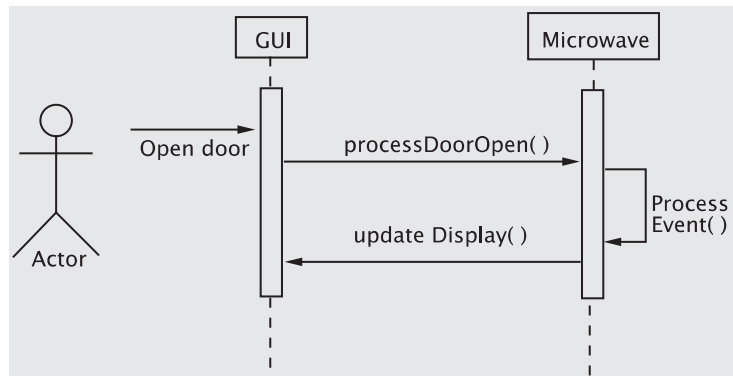 GUI
Microwave
Open door
processDoorOpen( )
Process
Event( )
update Display( )
Actor